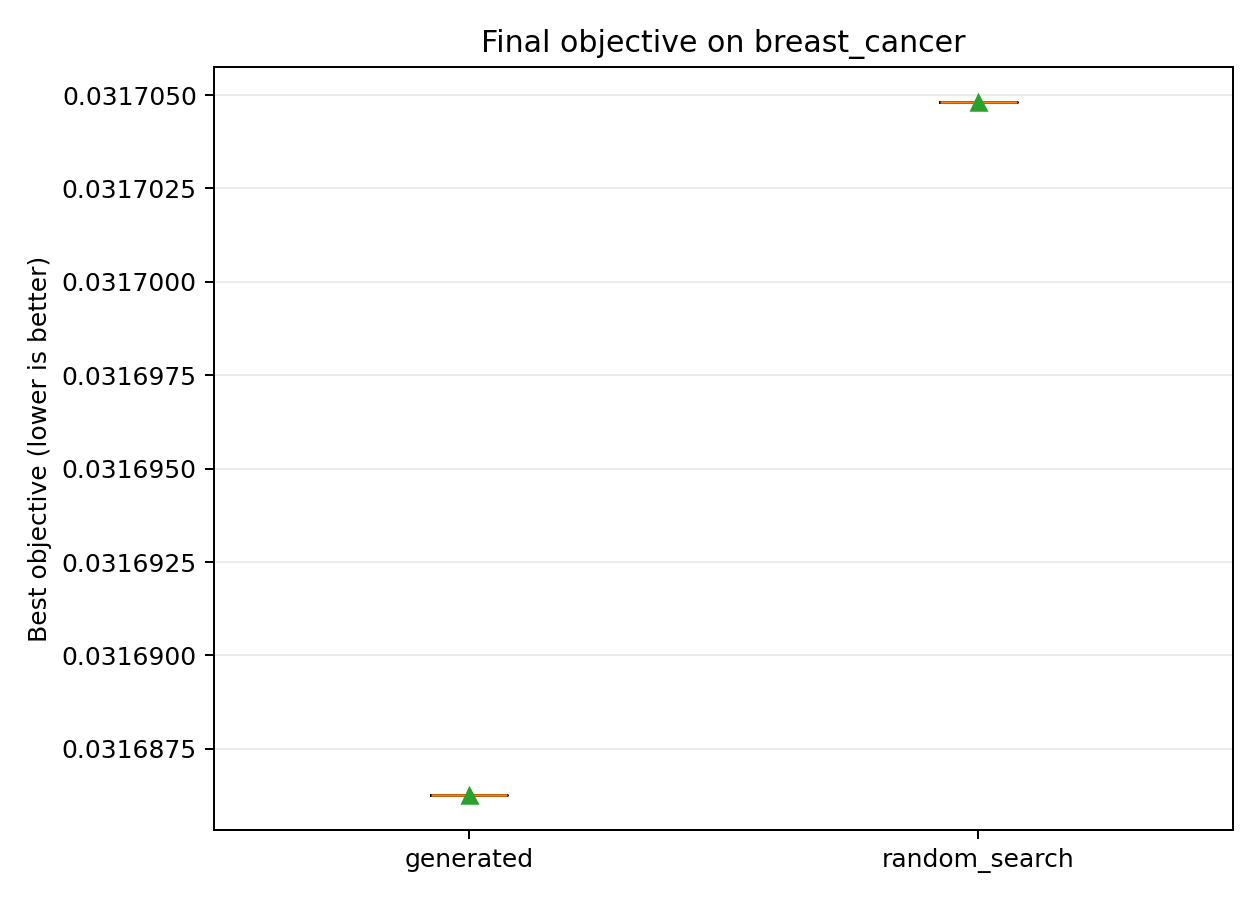 Final objective on breast_cancer
Best objective (lower is better)
0.0317050
0.0317025
0.0317000
0.0316975
0.0316950
0.0316925
0.0316900
0.0316875
generated
random_search